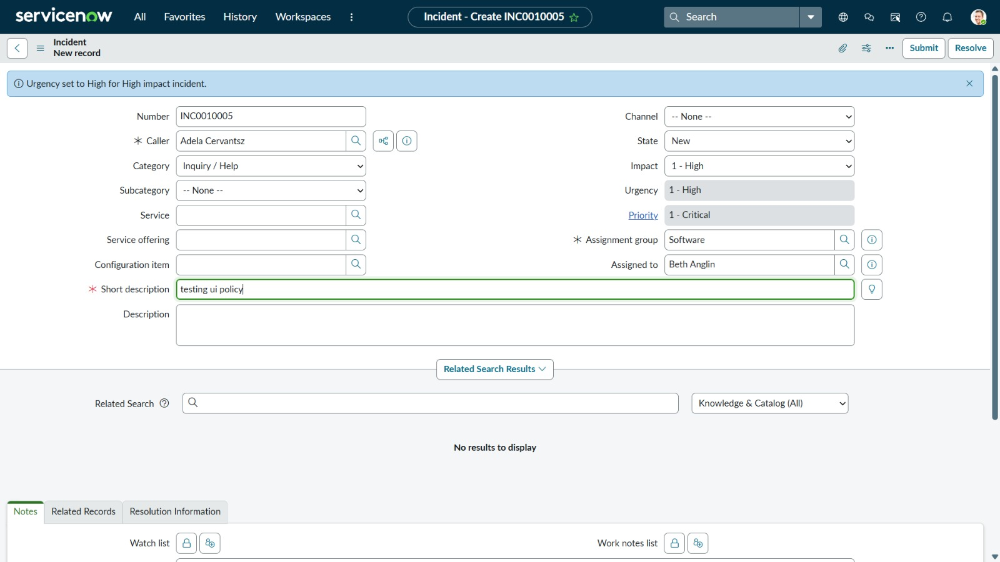 servicenow All Favorites History Workspaces Incident - Create INC0010005 Search
Incident
New record
Submit Resolve
Urgency set to High for High impact incident.
Number INC0010005 Channel -- None --
Caller Adela Cervantsz State New
Category Inquiry / Help Impact 1 - High
Subcategory -- None -- Urgency 1 - High
Service Priority 1 - Critical
Service offering Assignment group Software
Configuration item Assigned to Beth Anglin
Short description testing ui policy
Description
Related Search Results
Related Search Knowledge & Catalog (All)
No results to display
Notes Related Records Resolution Information
Watch list Work notes list